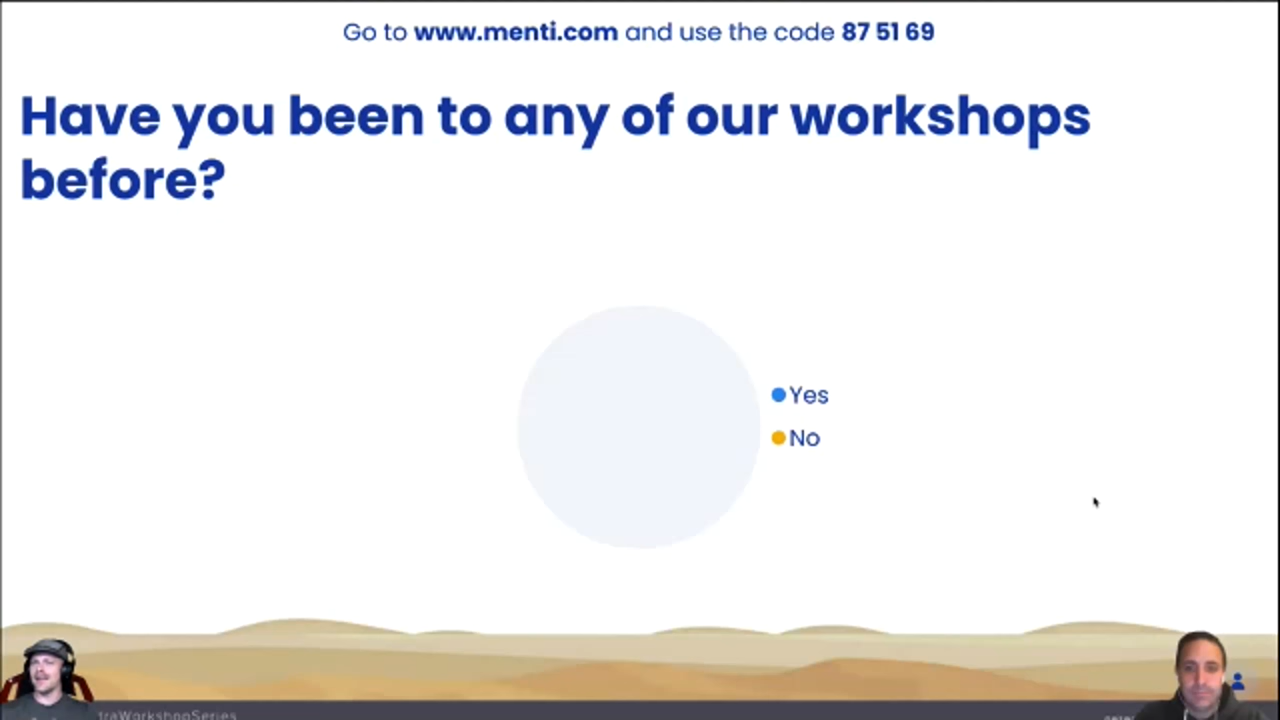 Go to www.menti.com and use the code 87 51 69
Have you been to any of our workshops
before?
Yes
No
traWorkshopSeries